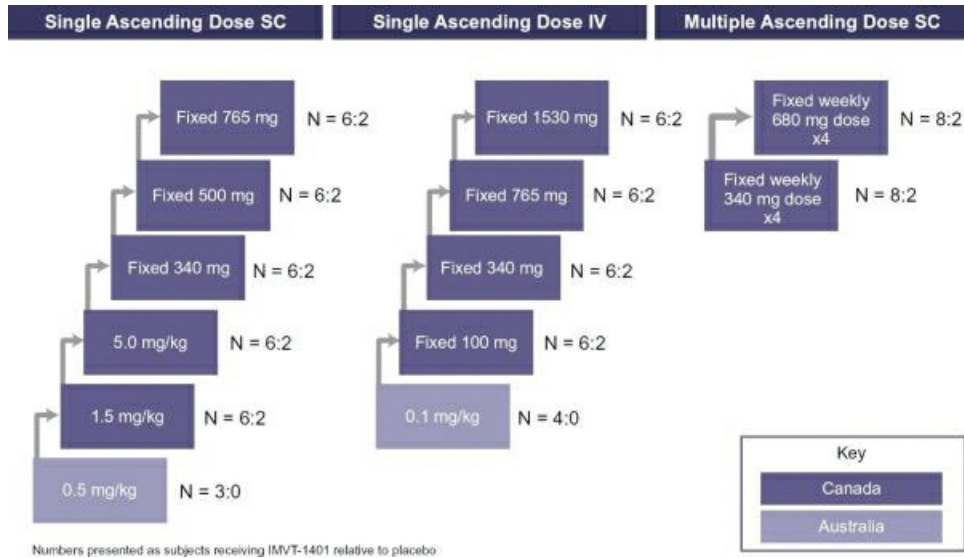 Single Ascending Dose SC
Fixed 765 mg
N = 6:2
Fixed 500 mg
N = 6:2
Fixed 340 mg
N = 6:2
5.0 mg/kg
N = 6:2
1.5 mg/kg
N = 6:2
0.5 mg/kg
N = 3:0
Single Ascending Dose IV
Fixed 1530 mg
N = 6:2
Fixed 765 mg
N = 6:2
Fixed 340 mg
N = 6:2
Fixed 100 mg
N = 6:2
0.1 mg/kg
N = 4:0
Multiple Ascending Dose SC
Fixed weekly
680 mg dose
x4
N = 8:2
Fixed weekly
340 mg dose
x4
N = 8:2
Key
Canada
Australia
Numbers presented as subjects receiving IMVT-1401 relative to placebo